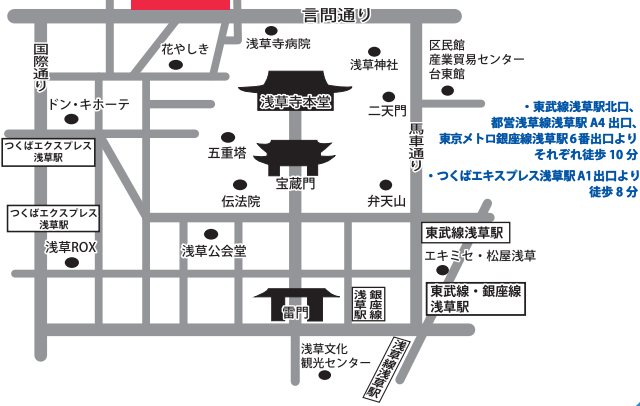 言問通り
国際通り
花やしき
浅草寺病院
浅草神社
区民館
産業貿易センター
台東館
ドン・キホーテ
浅草寺本堂
二天門
馬車通り
・東武線浅草駅北口、
都営浅草線浅草駅 A4 出口、
東京メトロ銀座線浅草駅6番出口より
それぞれ徒歩 10 分
・つくばエキスプレス浅草駅A1出口より
徒歩 8 分
つくばエクスプレス
浅草駅
五重塔
宝蔵門
伝法院
弁天山
つくばエクスプレス
浅草駅
浅草ROX
浅草公会堂
東武線浅草駅
エキミセ・松屋浅草
東武線・銀座線
浅草駅
雷門
銀座線
浅草駅
浅草文化
観光センター
浅草線浅草駅